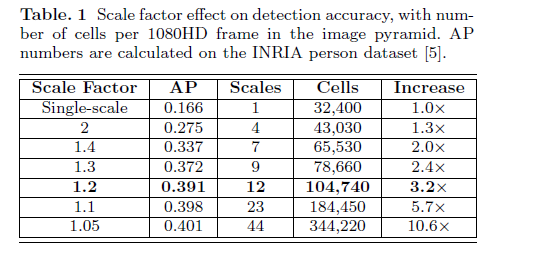 Table. 1 Scale factor effect on detection accuracy, with num-
ber of cells per 1080HD frame in the image pyramid. AP
numbers are calculated on the INRIA person dataset [5].
Scale Factor AP Scales Cells Increase
Single-scale 0.166 1 32,400 1.0×
2 0.275 4 43,030 1.3×
1.4 0.337 7 65,530 2.0×
1.3 0.372 9 78,660 2.4×
1.2 0.391 12 104,740 3.2×
1.1 0.398 23 184,450 5.7×
1.05 0.401 44 344,220 10.6×